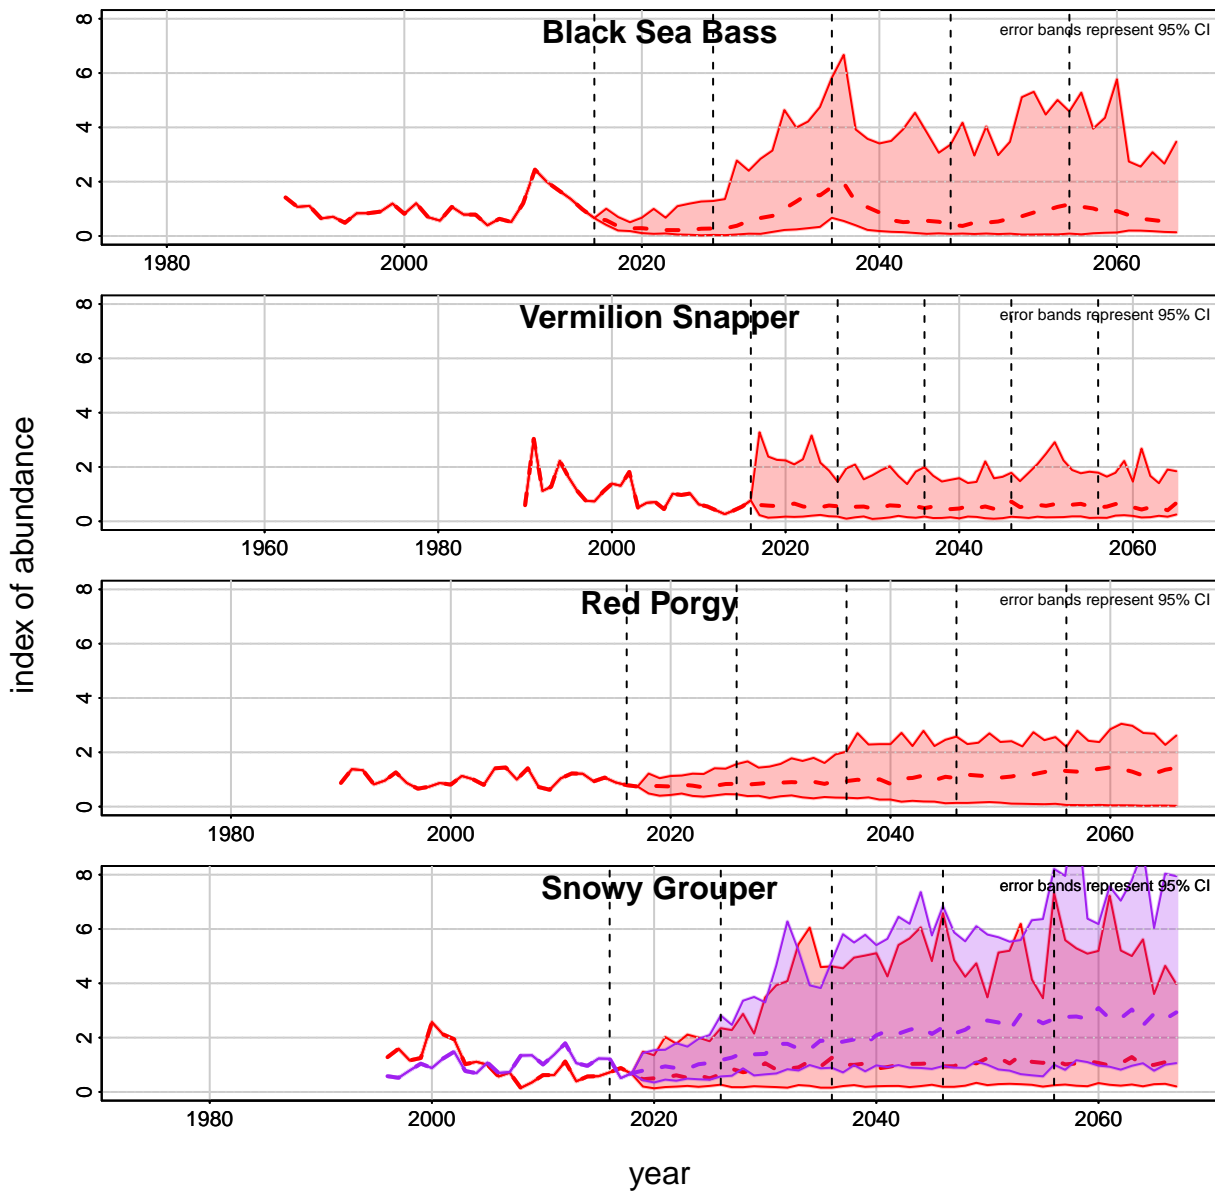 Black Sea Bass
error bands represent 95% CI
0 2 4 6 8
1980 2000 2020 2040 2060
Vermilion Snapper
error bands represent 95% CI
0 2 4 6 8
1960 1980 2000 2020 2040 2060
index of abundance
Red Porgy
error bands represent 95% CI
0 2 4 6 8
1980 2000 2020 2040 2060
Snowy Grouper
error bands represent 95% CI
0 2 4 6 8
1980 2000 2020 2040 2060
year